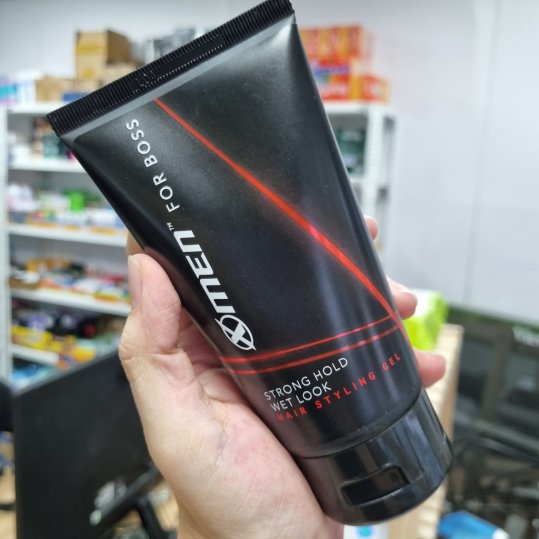 Xmen™ FOR BOSS
STRONG HOLD
WET LOOK
HAIR STYLING GEL